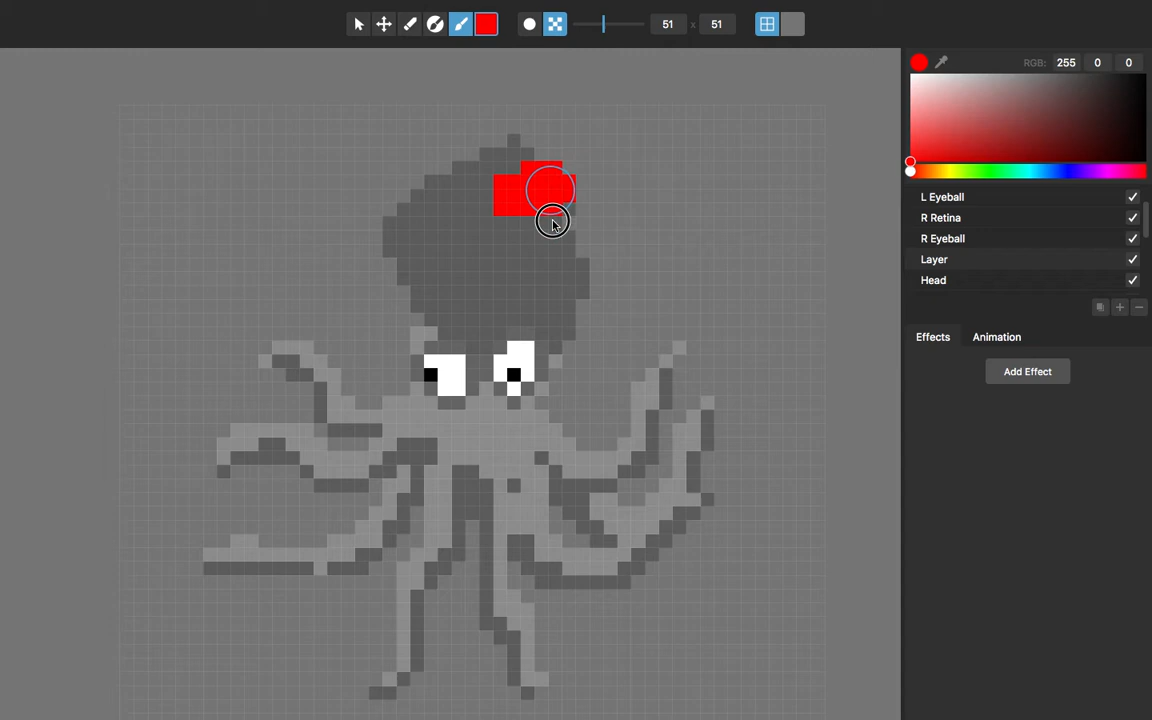 51 x 51
RGB: 255 0 0
L Eyeball
R Retina
R Eyeball
Layer
Head
Effects Animation
Add Effect